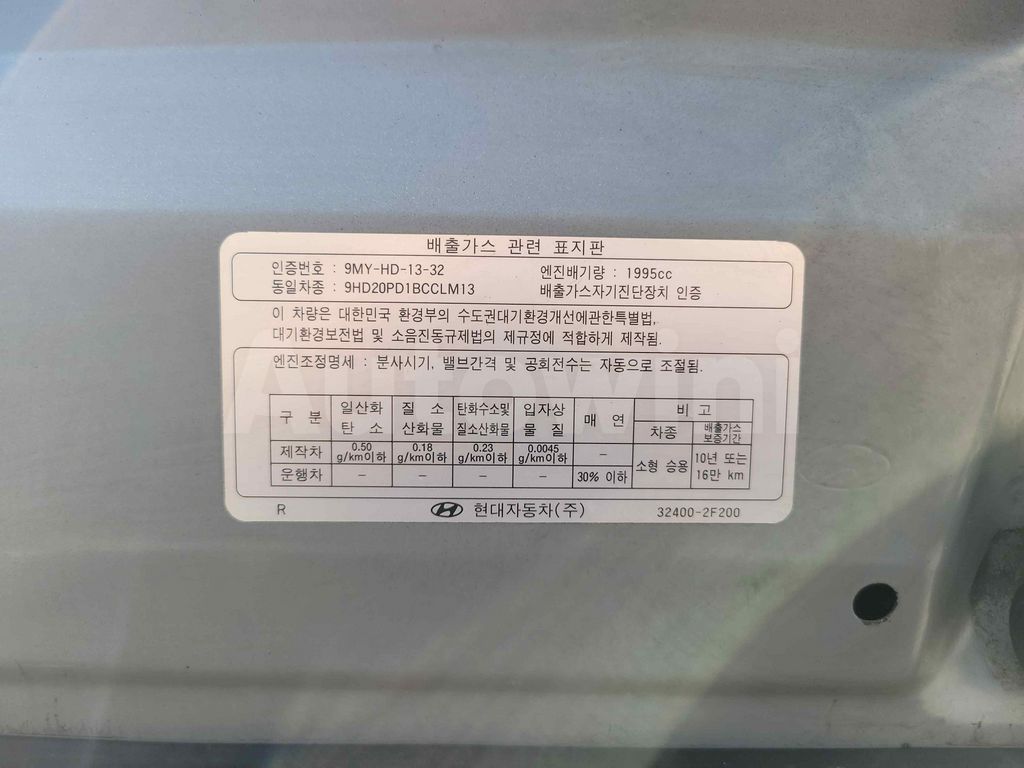 배출가스 관련 표지판
인증번호 : 9MY-HD-13-32 엔진배기량 : 1995cc
동일차종 : 9HD20PD1BCCLM13 배출가스자기진단장치 인증
이 차량은 대한민국 환경부의 수도권대기환경개선에관한특별법,
대기환경보전법 및 소음진동규제법의 제규정에 적합하게 제작됨.
엔진조정명세 : 분사시기, 밸브간격 및 공회전수는 자동으로 조절됨.
구 분 일산화 탄 소 질 소 산화물 탄화수소및 질소산화물 입자상 물 질 매 연 비 고
차종 배출가스 보증기간
제작차 0.50 g/km이하 0.18 g/km이하 0.23 g/km이하 0.0045 g/km이하 – 소형 승용 10년 또는 16만 km
운행차 – – – – 30% 이하
R 현대자동차(주) 32400-2F200
Autowini